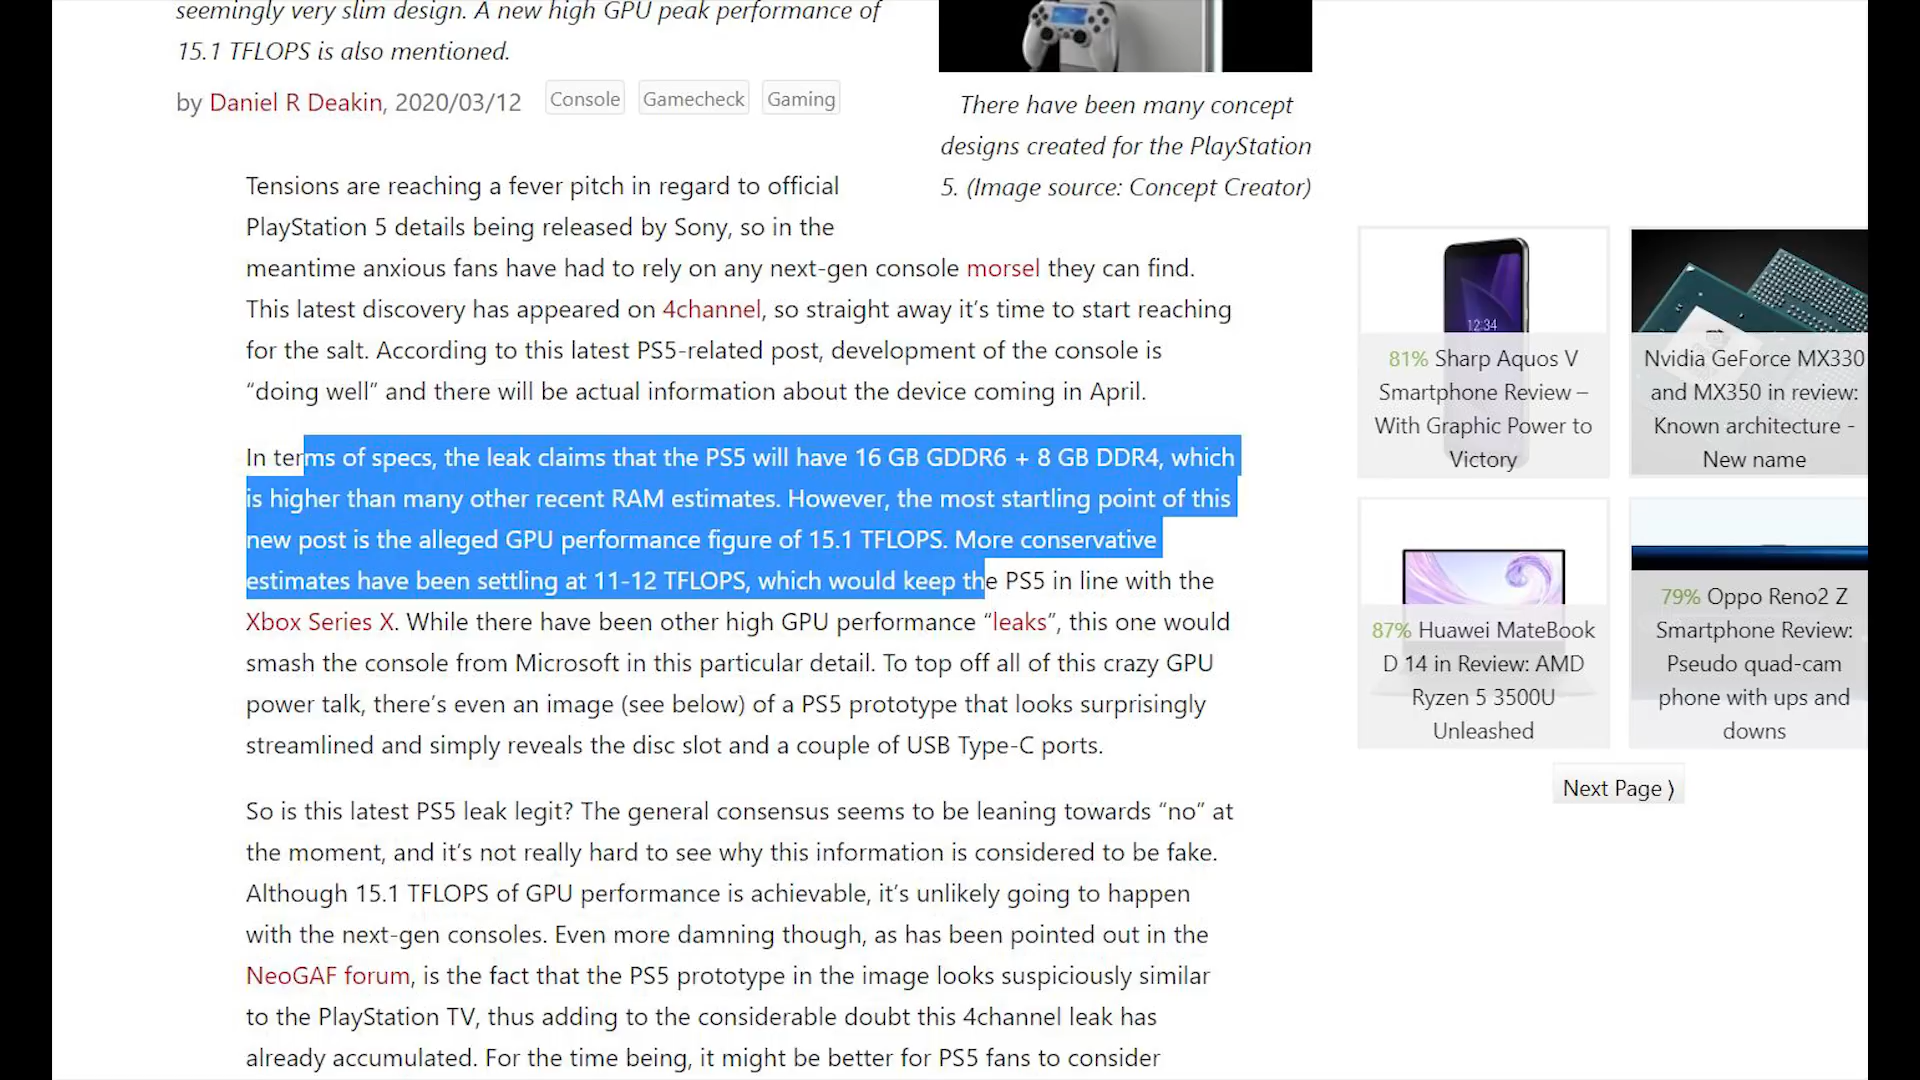 seemingly very slim design. A new high GPU peak performance of
15.1 TFLOPS is also mentioned.
by Daniel R Deakin, 2020/03/12
Console
Gamecheck
Gaming
There have been many concept
designs created for the PlayStation
5. (Image source: Concept Creator)
Tensions are reaching a fever pitch in regard to official
PlayStation 5 details being released by Sony, so in the
meantime anxious fans have had to rely on any next-gen console morsel they can find.
This latest discovery has appeared on 4channel, so straight away it’s time to start reaching
for the salt. According to this latest PS5-related post, development of the console is
“doing well” and there will be actual information about the device coming in April.
In terms of specs, the leak claims that the PS5 will have 16 GB GDDR6 + 8 GB DDR4, which
is higher than many other recent RAM estimates. However, the most startling point of this
new post is the alleged GPU performance figure of 15.1 TFLOPS. More conservative
estimates have been settling at 11-12 TFLOPS, which would keep the PS5 in line with the
Xbox Series X. While there have been other high GPU performance “leaks”, this one would
smash the console from Microsoft in this particular detail. To top off all of this crazy GPU
power talk, there’s even an image (see below) of a PS5 prototype that looks surprisingly
streamlined and simply reveals the disc slot and a couple of USB Type-C ports.
So is this latest PS5 leak legit? The general consensus seems to be leaning towards “no” at
the moment, and it’s not really hard to see why this information is considered to be fake.
Although 15.1 TFLOPS of GPU performance is achievable, it’s unlikely going to happen
with the next-gen consoles. Even more damning though, as has been pointed out in the
NeoGAF forum, is the fact that the PS5 prototype in the image looks suspiciously similar
to the PlayStation TV, thus adding to the considerable doubt this 4channel leak has
already accumulated. For the time being, it might be better for PS5 fans to consider
12:34
81% Sharp Aquos V
Smartphone Review –
With Graphic Power to
Victory
Nvidia GeForce MX330
and MX350 in review:
Known architecture -
New name
87% Huawei MateBook
D 14 in Review: AMD
Ryzen 5 3500U
Unleashed
79% Oppo Reno2 Z
Smartphone Review:
Pseudo quad-cam
phone with ups and
downs
Next Page ⟩